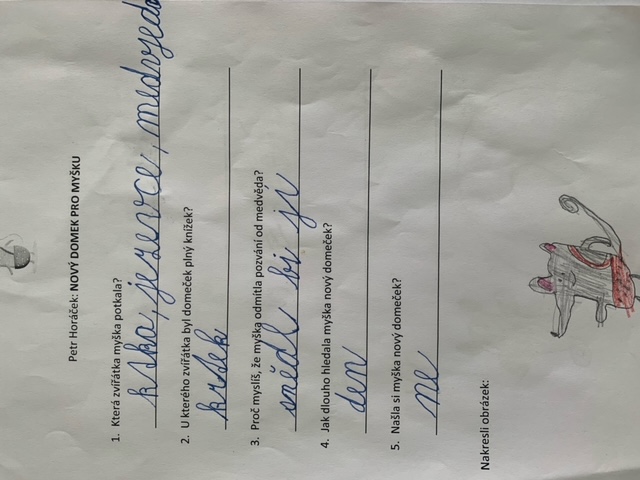 Petr Horáček: NOVÝ DOMEK PRO MYŠKU
1. Která zvířátka myška potkala?
krtka, jezevce, medvjeda
2. U kterého zvířátka byl domeček plný knížek?
krtek
3. Proč myslíš, že myška odmítla pozvání od medvěda?
snědl bi ji
4. Jak dlouho hledala myška nový domeček?
den
5. Našla si myška nový domeček?
ne
Nakresli obrázek: